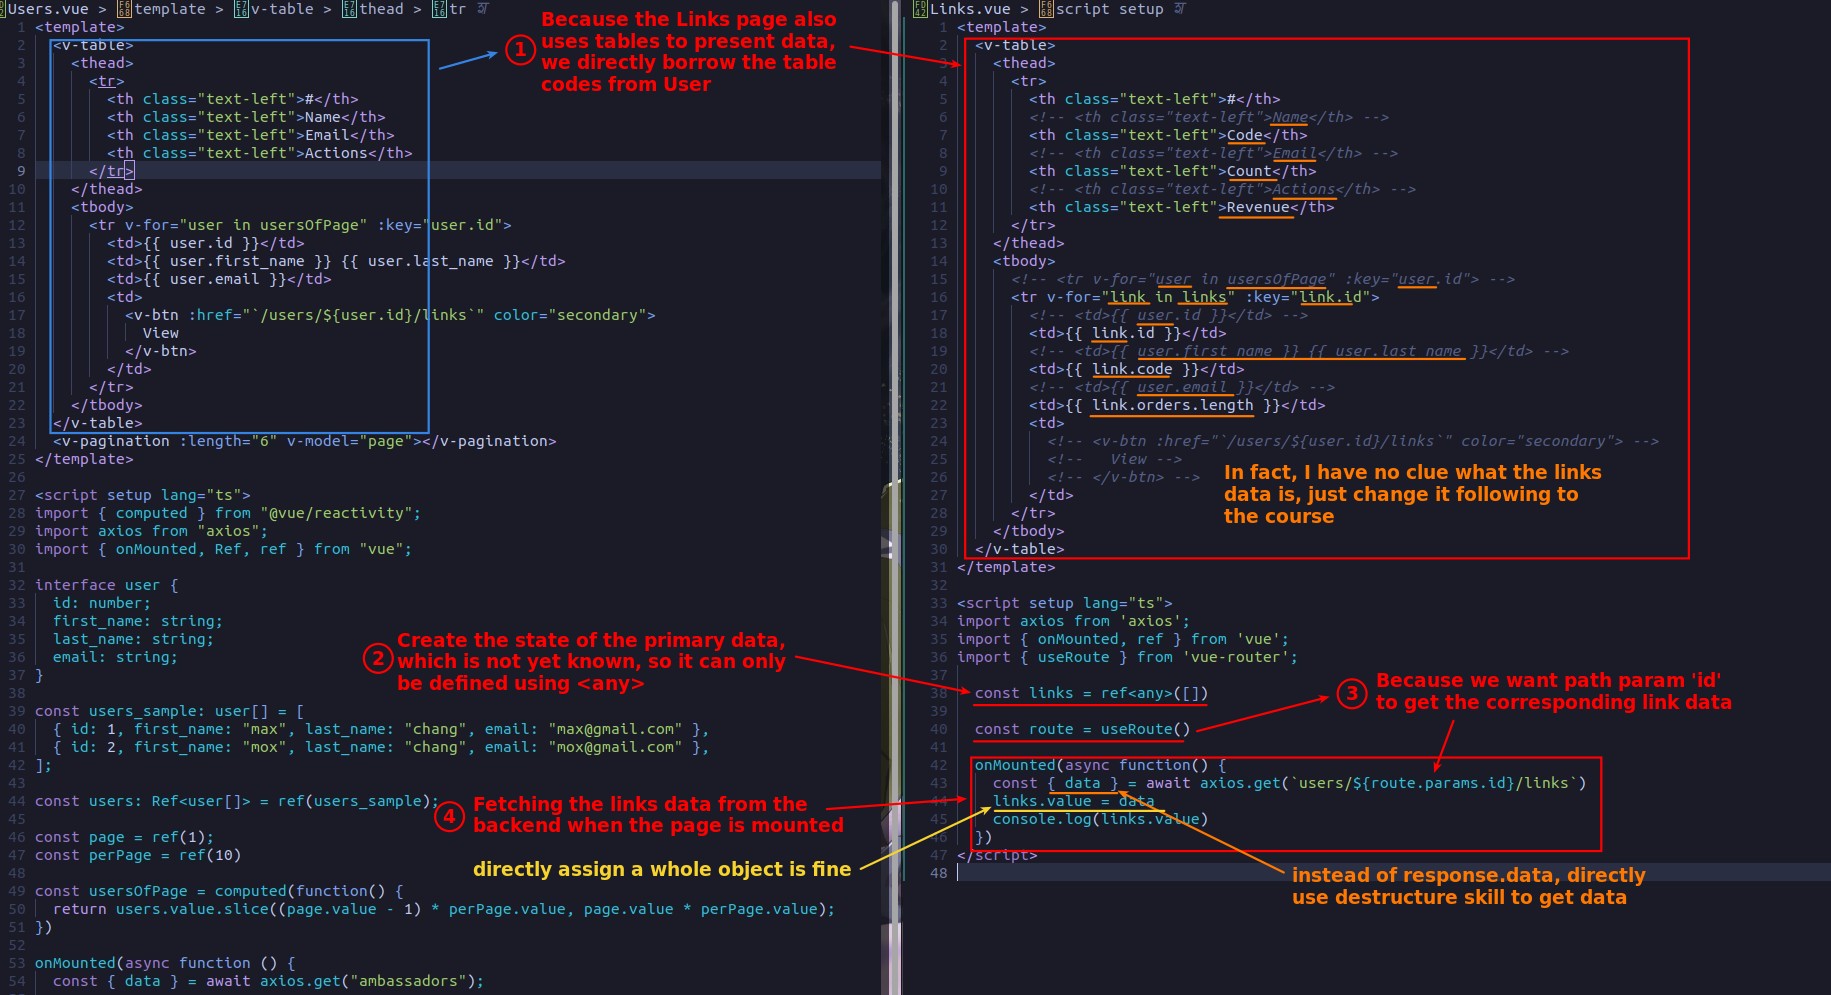 Users.vue > template > v-table > thead > tr
1 <template>
2 <v-table>
3 <thead>
4 <tr>
5 <th class="text-left">#</th>
6 <th class="text-left">Name</th>
7 <th class="text-left">Email</th>
8 <th class="text-left">Actions</th>
9 </tr>
10 </thead>
11 <tbody>
12 <tr v-for="user in usersOfPage" :key="user.id">
13 <td>{{ user.id }}</td>
14 <td>{{ user.first_name }} {{ user.last_name }}</td>
15 <td>{{ user.email }}</td>
16 <td>
17 <v-btn :href="`/users/${user.id}/links`" color="secondary">
18 View
19 </v-btn>
20 </td>
21 </tr>
22 </tbody>
23 </v-table>
24 <v-pagination :length="6" v-model="page"></v-pagination>
25 </template>
26
27 <script setup lang="ts">
28 import { computed } from "@vue/reactivity";
29 import axios from "axios";
30 import { onMounted, Ref, ref } from "vue";
31
32 interface user {
33 id: number;
34 first_name: string;
35 last_name: string;
36 email: string;
37 }
38
39 const users_sample: user[] = [
40 { id: 1, first_name: "max", last_name: "chang", email: "max@gmail.com" },
41 { id: 2, first_name: "mox", last_name: "chang", email: "mox@gmail.com" },
42 ];
43
44 const users: Ref<user[]> = ref(users_sample);
45
46 const page = ref(1);
47 const perPage = ref(10)
48
49 const usersOfPage = computed(function() {
50 return users.value.slice((page.value - 1) * perPage.value, page.value * perPage.value);
51 })
52
53 onMounted(async function () {
54 const { data } = await axios.get("ambassadors");
1 Because the Links page also
uses tables to present data,
we directly borrow the table
codes from User
2 Create the state of the primary data,
which is not yet known, so it can only
be defined using <any>
4 Fetching the links data from the
backend when the page is mounted
directly assign a whole object is fine
Links.vue > script setup
1 <template>
2 <v-table>
3 <thead>
4 <tr>
5 <th class="text-left">#</th>
6 <!-- <th class="text-left">Name</th> -->
7 <th class="text-left">Code</th>
8 <!-- <th class="text-left">Email</th> -->
9 <th class="text-left">Count</th>
10 <!-- <th class="text-left">Actions</th> -->
11 <th class="text-left">Revenue</th>
12 </tr>
13 </thead>
14 <tbody>
15 <!-- <tr v-for="user in usersOfPage" :key="user.id"> -->
16 <tr v-for="link in links" :key="link.id">
17 <!-- <td>{{ user.id }}</td> -->
18 <td>{{ link.id }}</td>
19 <!-- <td>{{ user.first_name }} {{ user.last_name }}</td> -->
20 <td>{{ link.code }}</td>
21 <!-- <td>{{ user.email }}</td> -->
22 <td>{{ link.orders.length }}</td>
23 <td>
24 <!-- <v-btn :href="`/users/${user.id}/links`" color="secondary"> -->
25 <!-- View -->
26 <!-- </v-btn> -->
27 </td>
28 </tr>
29 </tbody>
30 </v-table>
31 </template>
32
33 <script setup lang="ts">
34 import axios from 'axios';
35 import { onMounted, ref } from 'vue';
36 import { useRoute } from 'vue-router';
37
38 const links = ref<any>([])
39
40 const route = useRoute()
41
42 onMounted(async function() {
43 const { data } = await axios.get(`users/${route.params.id}/links`)
44 links.value = data
45 console.log(links.value)
46 })
47 </script>
48
In fact, I have no clue what the links
data is, just change it following to
the course
3 Because we want path param 'id'
to get the corresponding link data
instead of response.data, directly
use destructure skill to get data